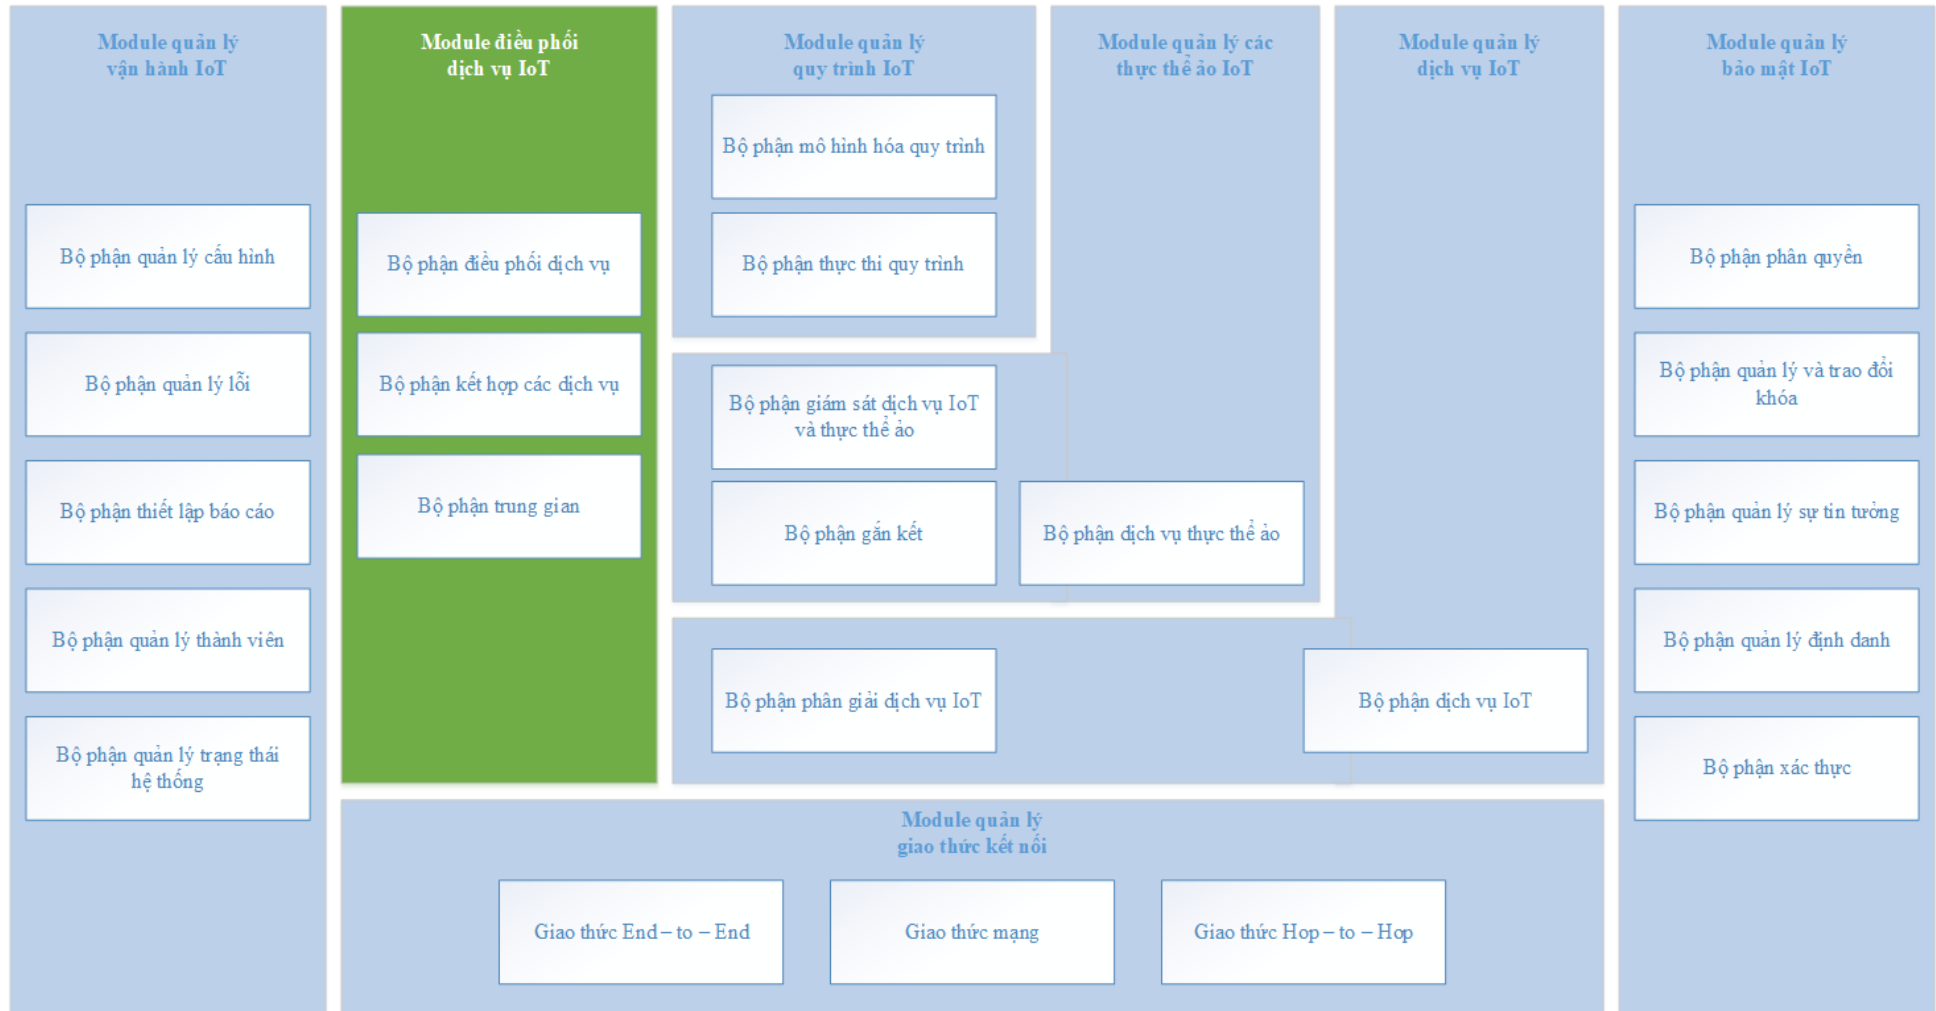 Module quản lý
vận hành IoT
Bộ phận quản lý cấu hình
Bộ phận quản lý lỗi
Bộ phận thiết lập báo cáo
Bộ phận quản lý thành viên
Bộ phận quản lý trạng thái
hệ thống
Module điều phối
dịch vụ IoT
Bộ phận điều phối dịch vụ
Bộ phận kết hợp các dịch vụ
Bộ phận trung gian
Module quản lý
quy trình IoT
Bộ phận mô hình hóa quy trình
Bộ phận thực thi quy trình
Module quản lý các
thực thể ảo IoT
Bộ phận giám sát dịch vụ IoT
và thực thể ảo
Bộ phận gắn kết
Bộ phận dịch vụ thực thể ảo
Module quản lý
dịch vụ IoT
Bộ phận phân giải dịch vụ IoT
Bộ phận dịch vụ IoT
Module quản lý
bảo mật IoT
Bộ phận phân quyền
Bộ phận quản lý và trao đổi
khóa
Bộ phận quản lý sự tin tưởng
Bộ phận quản lý định danh
Bộ phận xác thực
Module quản lý
giao thức kết nối
Giao thức End – to – End
Giao thức mạng
Giao thức Hop – to – Hop